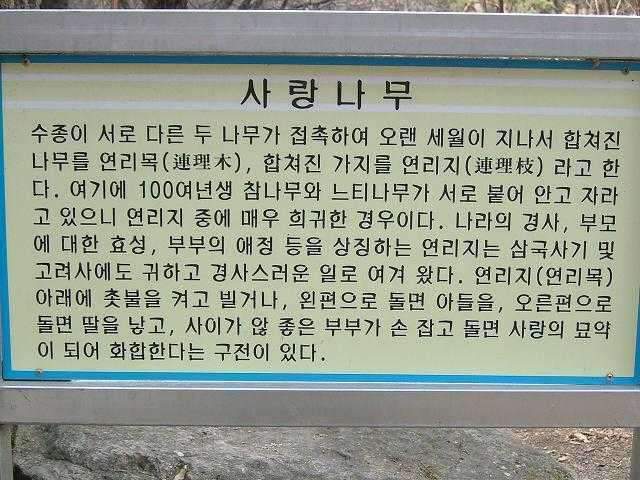 사랑나무
수종이 서로 다른 두 나무가 접촉하여 오랜 세월이 지나서 합쳐진
나무를 연리목(連理木), 합쳐진 가지를 연리지(連理枝) 라고 한
다. 여기에 100여년생 참나무와 느티나무가 서로 붙어 안고 자라
고 있으니 연리지 중에 매우 희귀한 경우이다. 나라의 경사, 부모
에 대한 효성, 부부의 애정 등을 상징하는 연리지는 삼국사기 및
고려사에도 귀하고 경사스러운 일로 여겨 왔다. 연리지(연리목)
아래에 촛불을 켜고 빌거나, 왼편으로 돌면 아들을, 오른편으로
돌면 딸을 낳고, 사이가 않 좋은 부부가 손 잡고 돌면 사랑의 묘약
이 되어 화합한다는 구전이 있다.